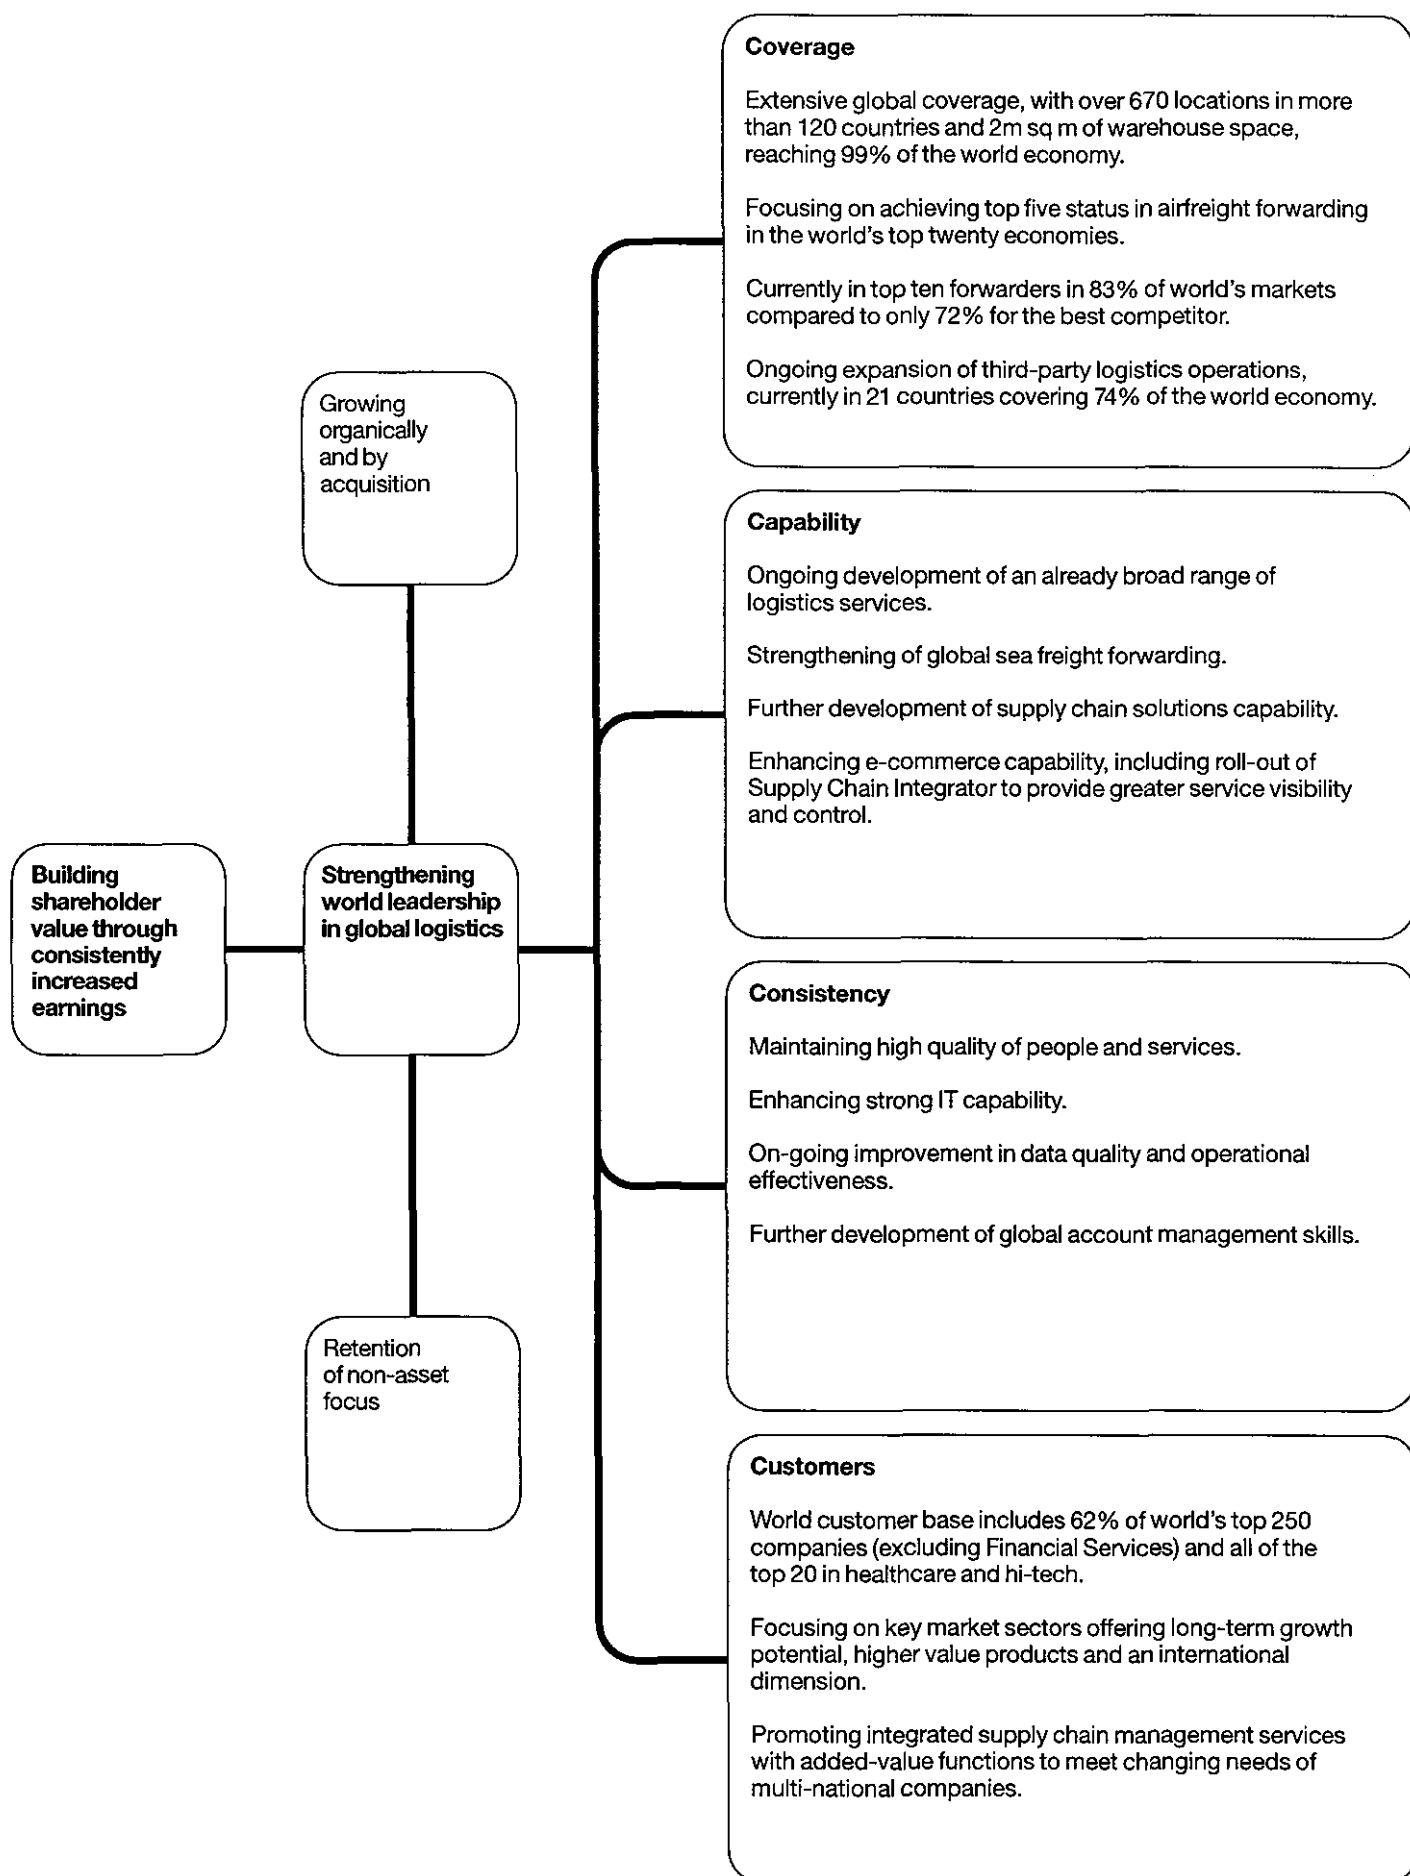 Building
shareholder
value through
consistently
increased
earnings
Growing
organically
and by
acquisition
Strengthening
world leadership
in global logistics
Retention
of non-asset
focus
Coverage
Extensive global coverage, with over 670 locations in more
than 120 countries and 2m sq m of warehouse space,
reaching 99% of the world economy.
Focusing on achieving top five status in airfreight forwarding
in the world's top twenty economies.
Currently in top ten forwarders in 83% of world's markets
compared to only 72% for the best competitor.
Ongoing expansion of third-party logistics operations,
currently in 21 countries covering 74% of the world economy.
Capability
Ongoing development of an already broad range of
logistics services.
Strengthening of global sea freight forwarding.
Further development of supply chain solutions capability.
Enhancing e-commerce capability, including roll-out of
Supply Chain Integrator to provide greater service visibility
and control.
Consistency
Maintaining high quality of people and services.
Enhancing strong IT capability.
On-going improvement in data quality and operational
effectiveness.
Further development of global account management skills.
Customers
World customer base includes 62% of world's top 250
companies (excluding Financial Services) and all of the
top 20 in healthcare and hi-tech.
Focusing on key market sectors offering long-term growth
potential, higher value products and an international
dimension.
Promoting integrated supply chain management services
with added-value functions to meet changing needs of
multi-national companies.